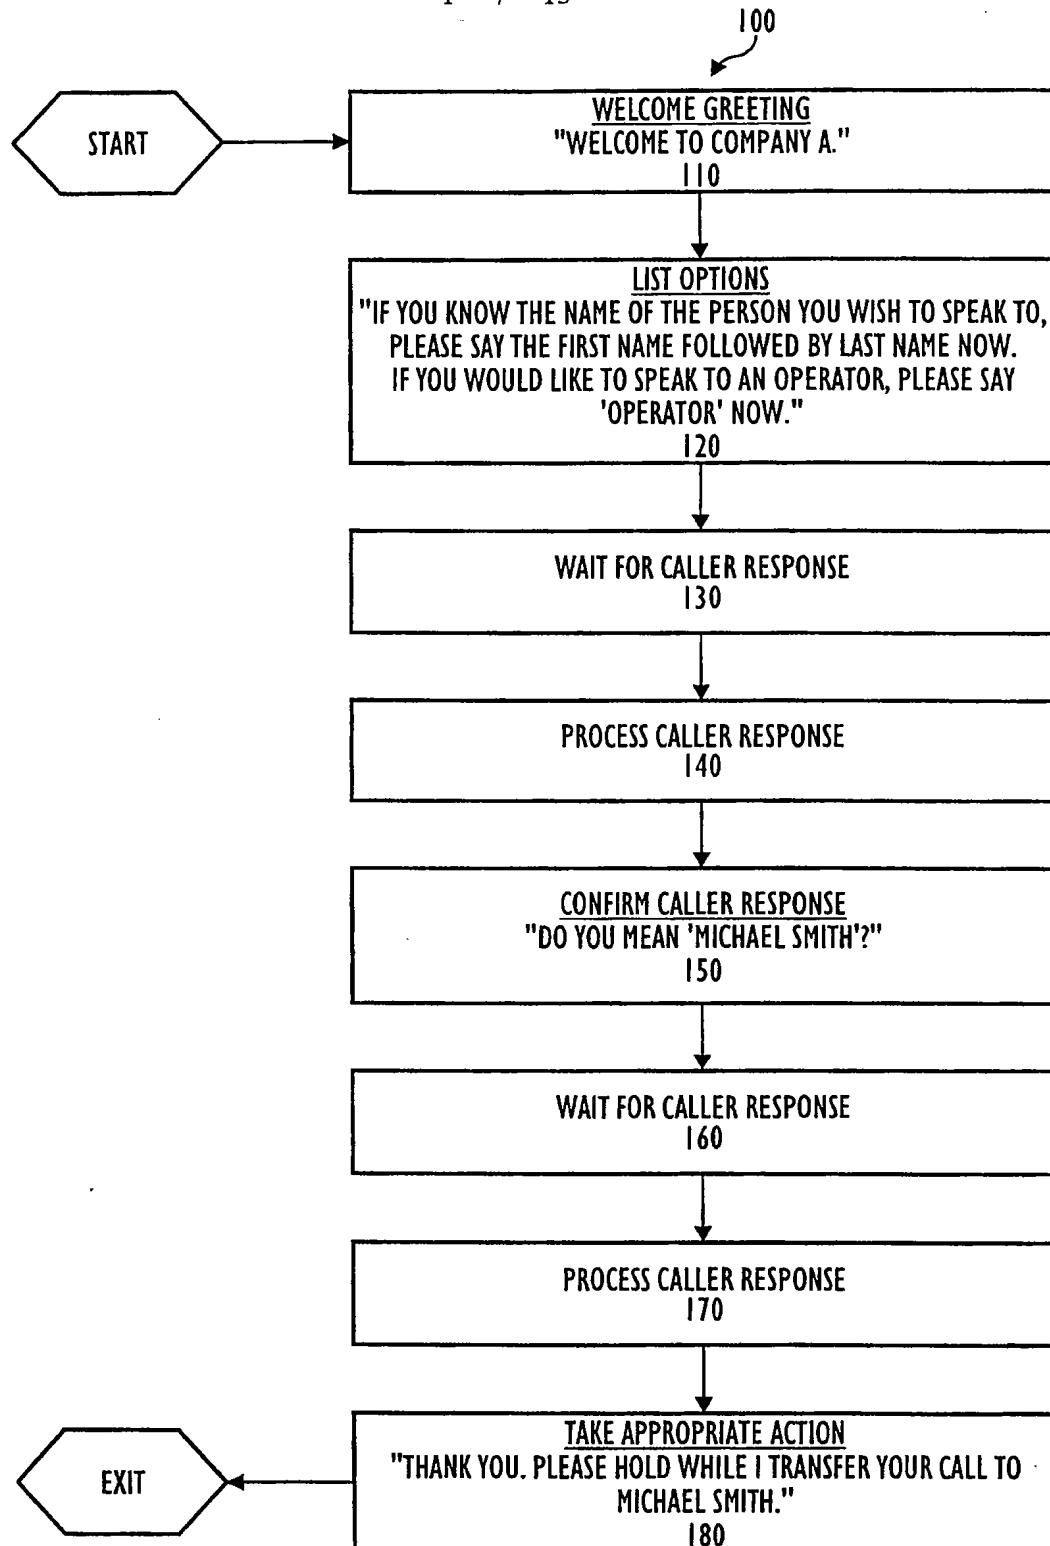 100
START
WELCOME GREETING
"WELCOME TO COMPANY A."
110
LIST OPTIONS
"IF YOU KNOW THE NAME OF THE PERSON YOU WISH TO SPEAK TO,
PLEASE SAY THE FIRST NAME FOLLOWED BY LAST NAME NOW.
IF YOU WOULD LIKE TO SPEAK TO AN OPERATOR, PLEASE SAY
'OPERATOR' NOW."
120
WAIT FOR CALLER RESPONSE
130
PROCESS CALLER RESPONSE
140
CONFIRM CALLER RESPONSE
"DO YOU MEAN 'MICHAEL SMITH'?"
150
WAIT FOR CALLER RESPONSE
160
PROCESS CALLER RESPONSE
170
TAKE APPROPRIATE ACTION
"THANK YOU. PLEASE HOLD WHILE I TRANSFER YOUR CALL TO
MICHAEL SMITH."
180
EXIT